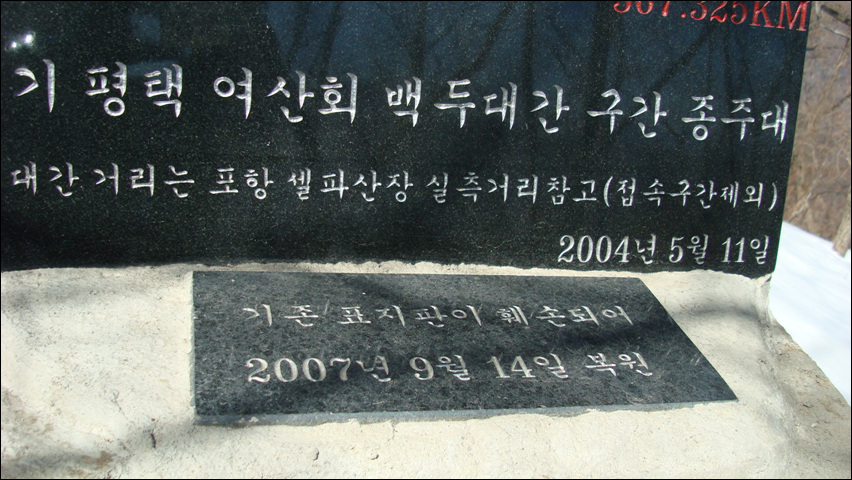 367.325KM
기 평택 여산회 백두대간 구간 종주대
대간 거리는 포항 셀파산장 실측거리참고(접속구간제외)
2004년 5월 11일
기존 표지판이 훼손되어
2007년 9월 14일 복원